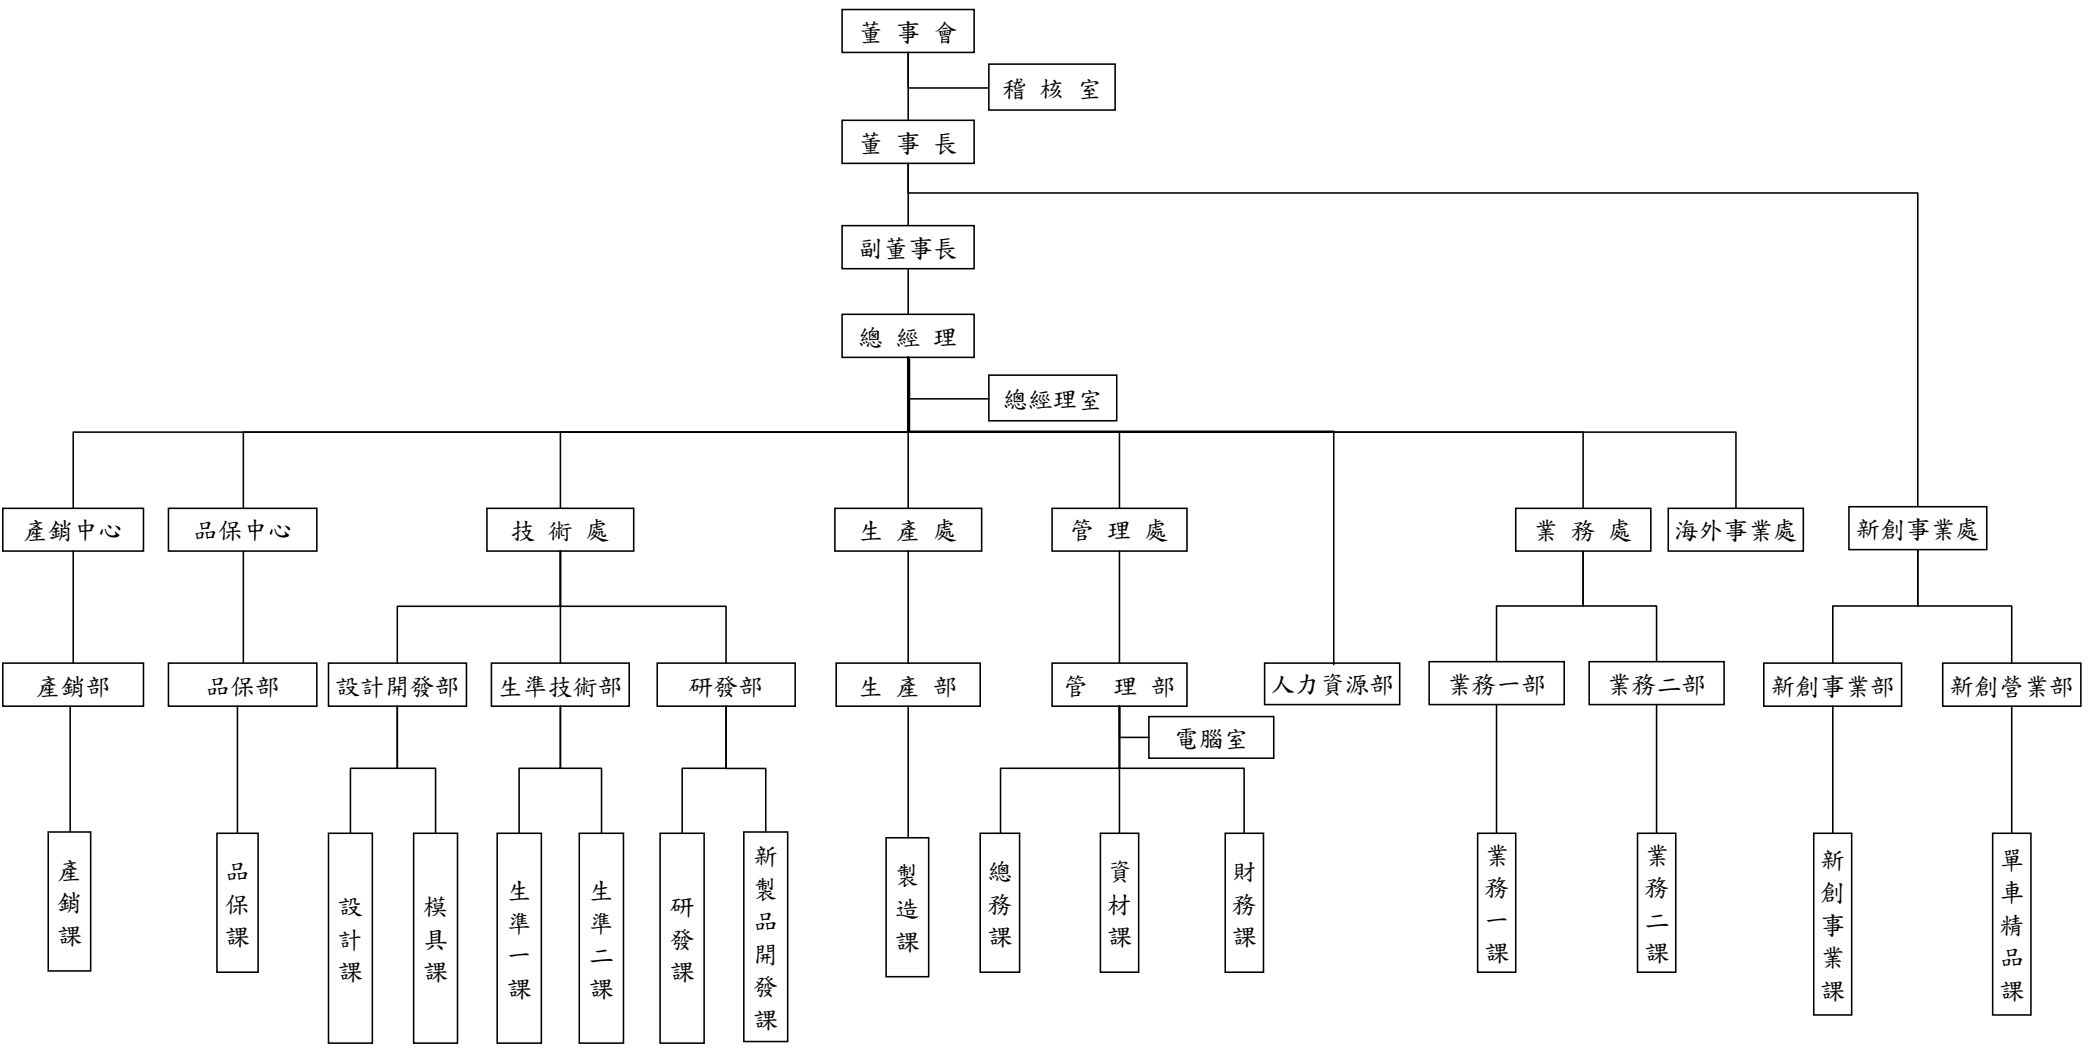 董事會
稽核室
董事長
副董事長
總經理
總經理室
產銷中心
品保中心
技術處
生產處
管理處
業務處
海外事業處
新創事業處
產銷部
品保部
設計開發部
生準技術部
研發部
生產部
管理部
人力資源部
業務一部
業務二部
新創事業部
新創營業部
電腦室
產銷課
品保課
設計課
模具課
生準一課
生準二課
研發課
新製品開發課
製造課
總務課
資材課
財務課
業務一課
業務二課
新創事業課
單車精品課